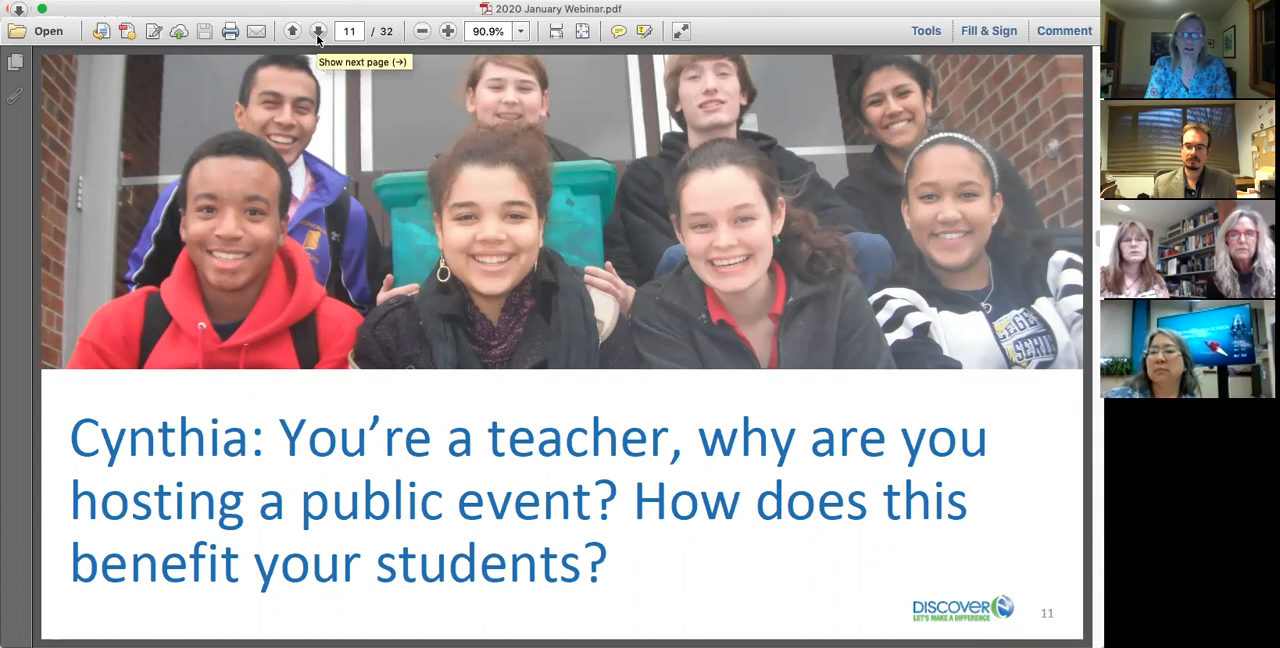 2020 January Webinar.pdf
Open
11 / 32
90.9%
Tools
Fill & Sign
Comment
Show next page (→)
Cynthia: You’re a teacher, why are you
hosting a public event? How does this
benefit your students?
DISCOVER
LET'S MAKE A DIFFERENCE
11